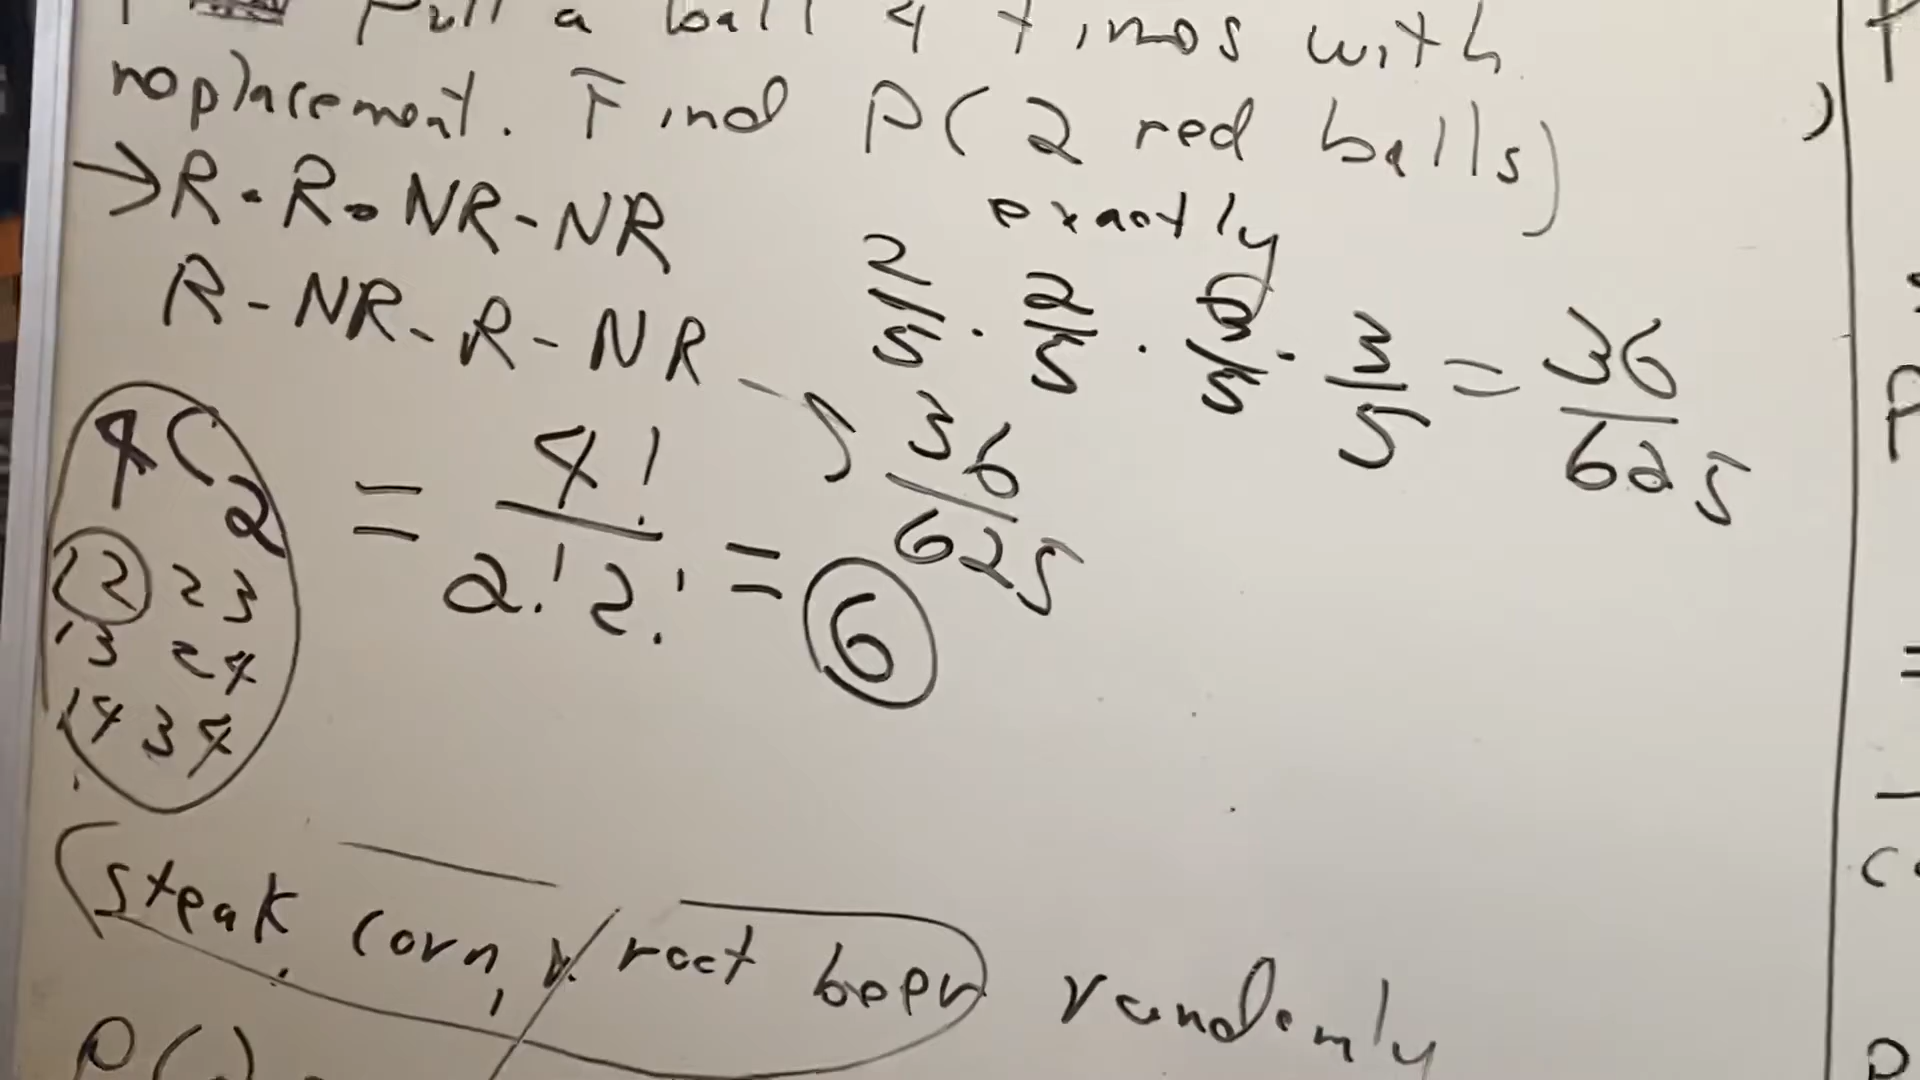 Pull a ball 4 times with
replacement. Find P(2 red balls)
exactly
→ R · R · NR - NR
R - NR - R - NR → 36/625
2/5 · 2/5 · 3/5 · 3/5 = 36/625
4C2 = 4!/2!2! = 6
12 23
13 24
14 34
steak, corn, root beer randomly
P( )